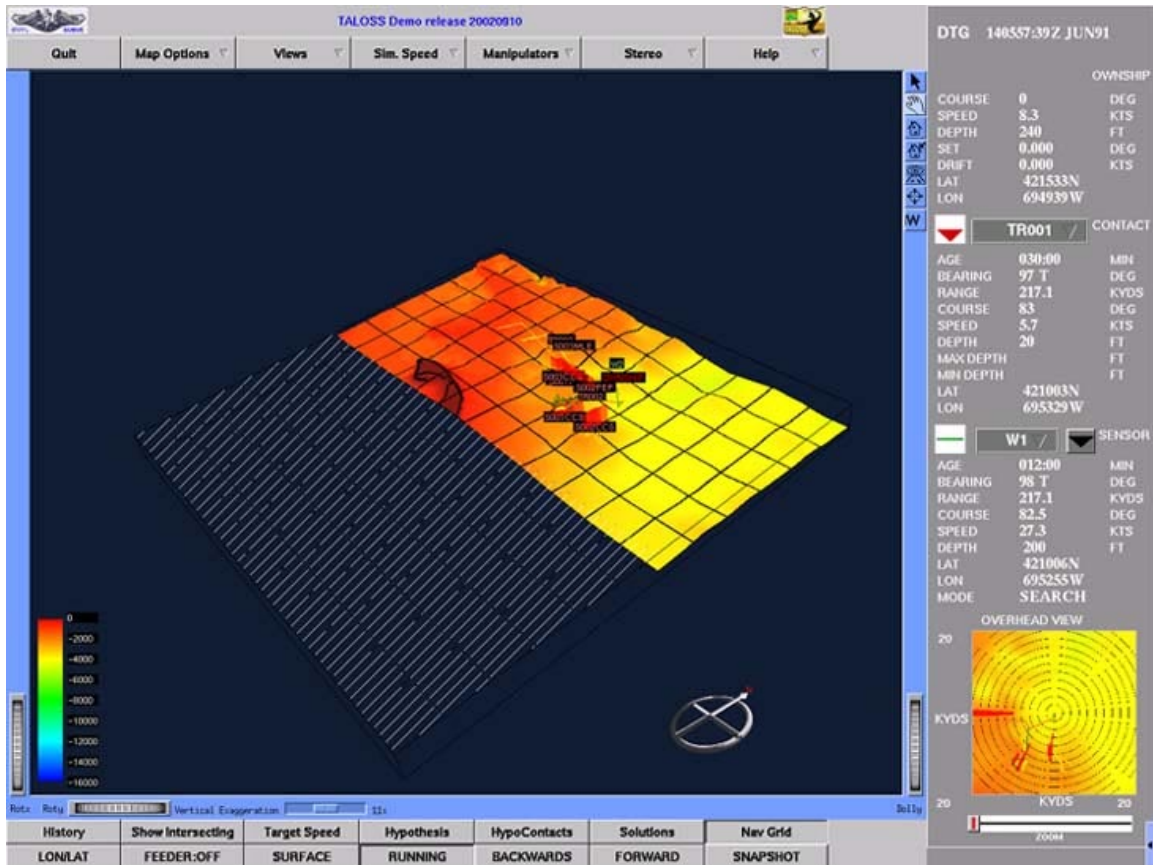 TALOSS Demo release 20020910
Quit Map Options Views Sim. Speed Manipulators Stereo Help
DTG 140557:39Z JUN91
OWNSHIP
COURSE 0 DEG
SPEED 8.3 KTS
DEPTH 240 FT
SET 0.000 DEG
DRIFT 0.000 KTS
LAT 421533N
LON 694939W
TR001 CONTACT
AGE 030:00 MIN
BEARING 97 T DEG
RANGE 217.1 KYDS
COURSE 83 DEG
SPEED 5.7 KTS
DEPTH 20 FT
MAX DEPTH FT
MIN DEPTH FT
LAT 421003N
LON 695329W
W1 SENSOR
AGE 012:00 MIN
BEARING 98 T DEG
RANGE 217.1 KYDS
COURSE 82.5 DEG
SPEED 27.3 KTS
DEPTH 200 FT
LAT 421006N
LON 695255W
MODE SEARCH
OVERHEAD VIEW
20
KYDS
20 KYDS 20
ZOOM
W
0
-2000
-4000
-6000
-8000
-10000
-12000
-14000
-16000
Rotx Roty Vertical Exaggeration Dolly
History Show Intersecting Target Speed Hypothesis HypoContacts Solutions Nav Grid
LON/LAT FEEDER:OFF SURFACE RUNNING BACKWARDS FORWARD SNAPSHOT